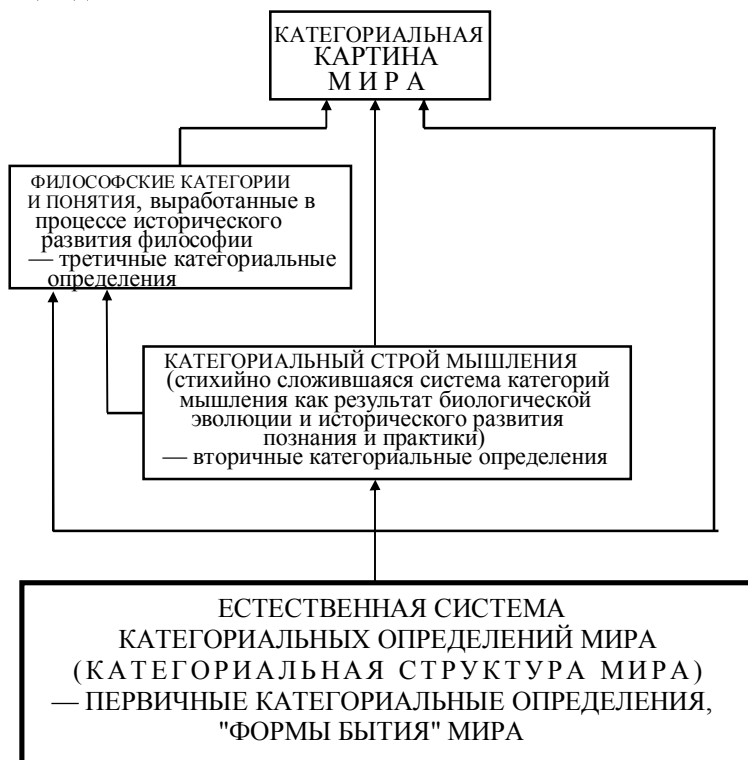 КАТЕГОРИАЛЬНАЯ
КАРТИНА
М И Р А
ФИЛОСОФСКИЕ КАТЕГОРИИ
И ПОНЯТИЯ, выработанные в
процессе исторического
развития философии
— третичные категориальные
определения
КАТЕГОРИАЛЬНЫЙ СТРОЙ МЫШЛЕНИЯ
(стихийно сложившаяся система категорий
мышления как результат биологической
эволюции и исторического развития
познания и практики)
— вторичные категориальные определения
ЕСТЕСТВЕННАЯ СИСТЕМА
КАТЕГОРИАЛЬНЫХ ОПРЕДЕЛЕНИЙ МИРА
(КАТЕГОРИАЛЬНАЯ СТРУКТУРА МИРА)
— ПЕРВИЧНЫЕ КАТЕГОРИАЛЬНЫЕ ОПРЕДЕЛЕНИЯ,
"ФОРМЫ БЫТИЯ" МИРА